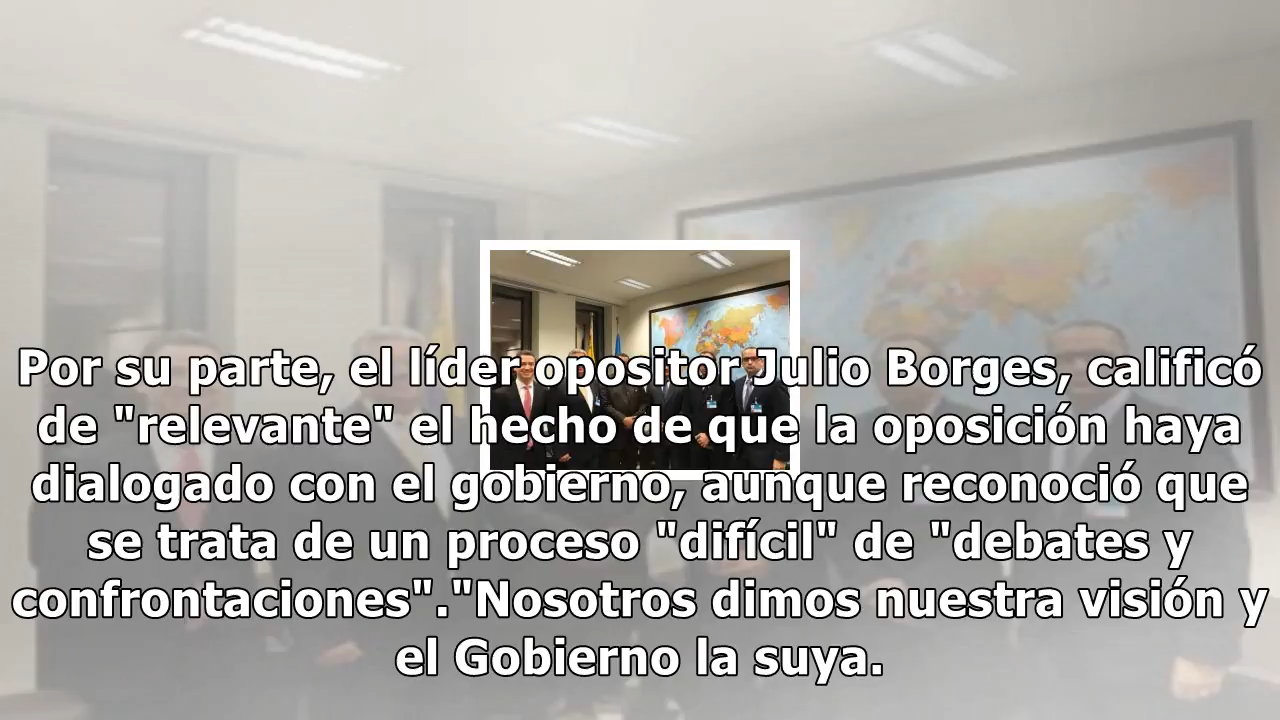 Por su parte, el líder opositor Julio Borges, calificó
de "relevante" el hecho de que la oposición haya
dialogado con el gobierno, aunque reconoció que
se trata de un proceso "difícil" de "debates y
confrontaciones"."Nosotros dimos nuestra visión y
el Gobierno la suya.